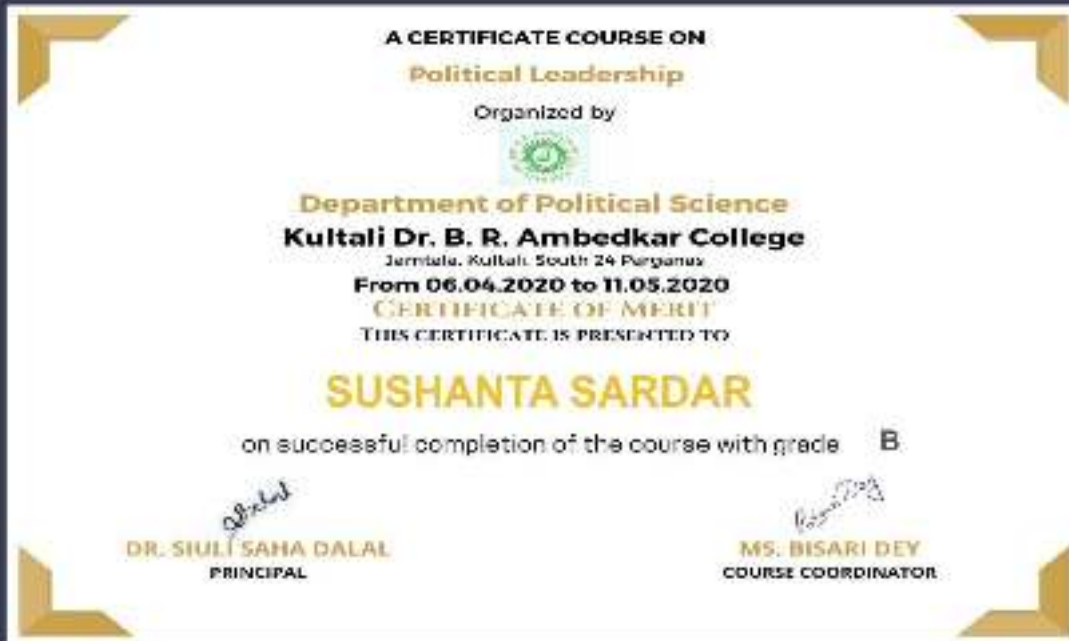 A CERTIFICATE COURSE ON
Political Leadership
Organized by
Department of Political Science
Kultali Dr. B. R. Ambedkar College
Jamtala, Kultali, South 24 Parganas
From 06.04.2020 to 11.05.2020
CERTIFICATE OF MERIT
THIS CERTIFICATE IS PRESENTED TO
SUSHANTA SARDAR
on successful completion of the course with grade B
DR. SIULI SAHA DALAL
PRINCIPAL
MS. BISARI DEY
COURSE COORDINATOR